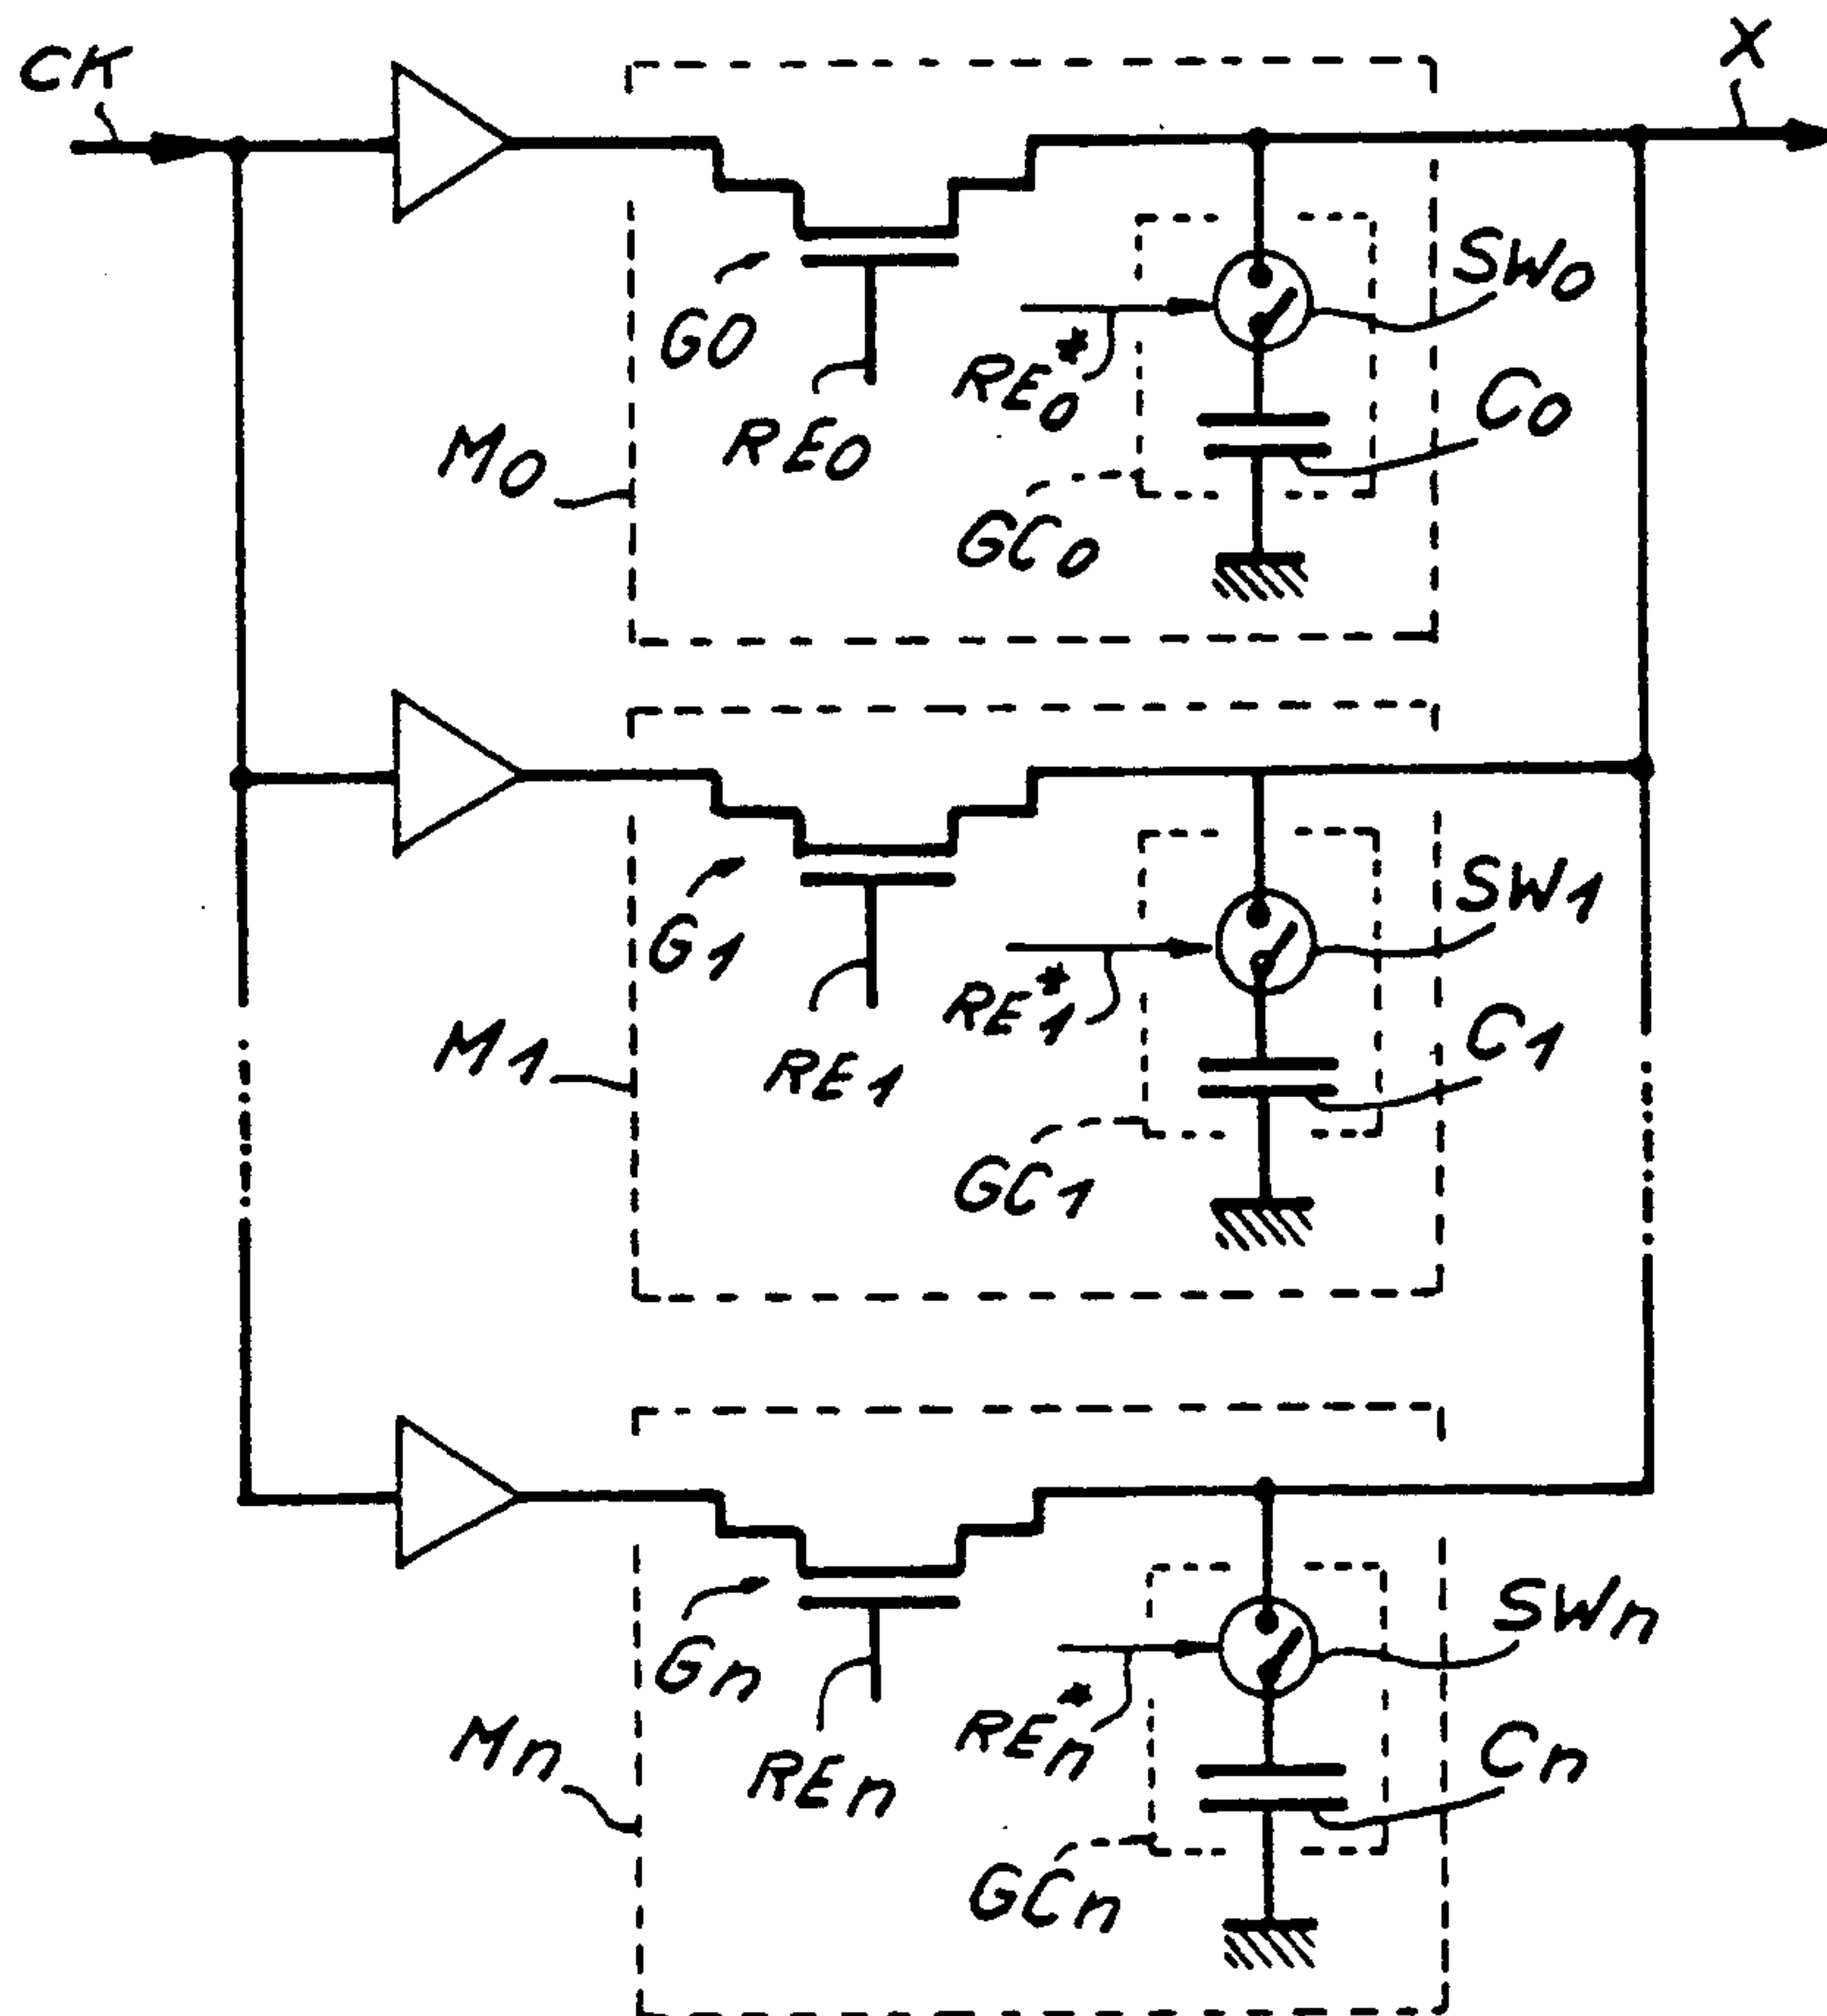 CK
X
G0
RE0
RE0*
SW0
C0
M0
GC0
G1
RE1
RE1*
SW1
C1
M1
GC1
Gn
REn
REn*
SWn
Cn
Mn
GCn